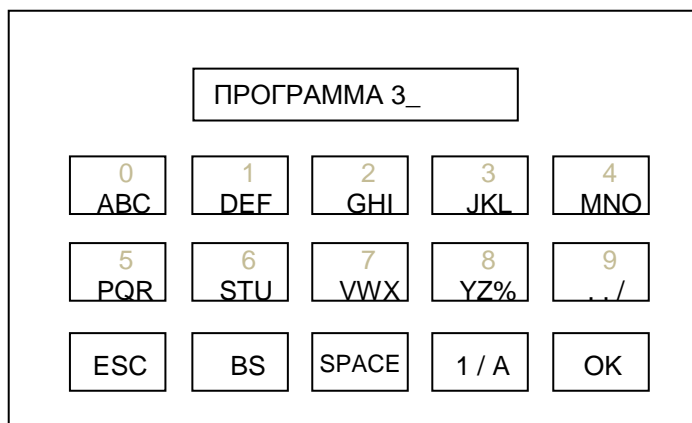 ПРОГРАММА 3_
0 1 2 3 4
ABC DEF GHI JKL MNO
5 6 7 8 9
PQR STU VWX YZ% . . /
ESC BS SPACE 1 / A OK